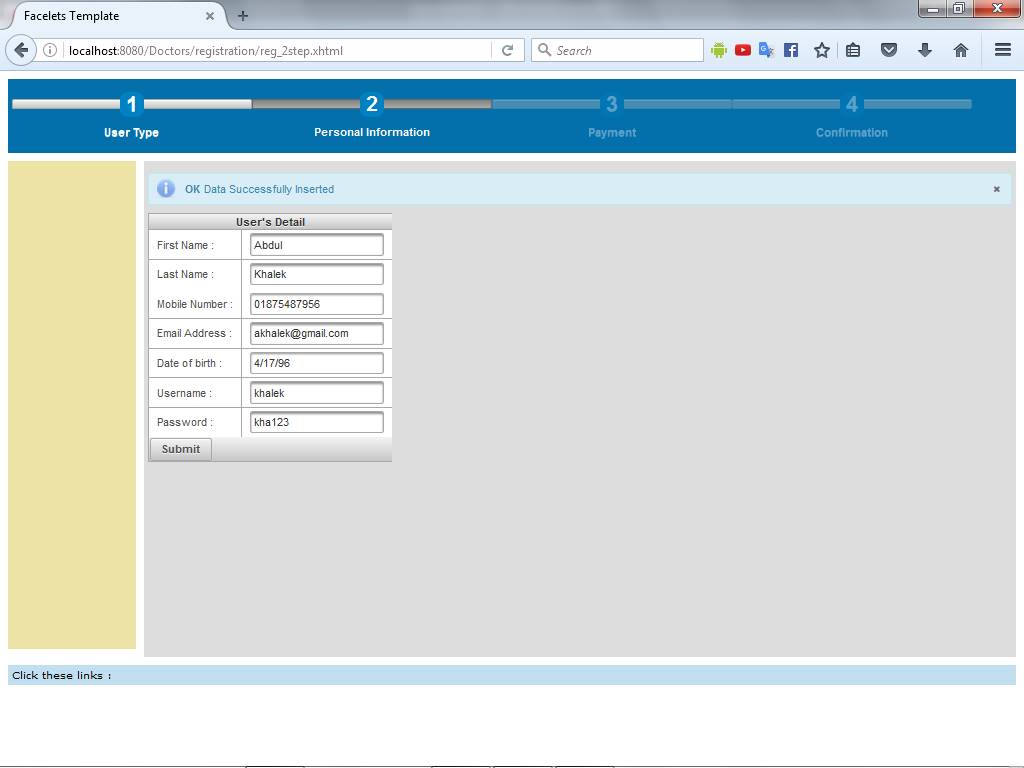 Facelets Template
localhost:8080/Doctors/registration/reg_2step.xhtml
Search
1 2 3 4
User Type Personal Information Payment Confirmation
OK Data Successfully Inserted
User's Detail
First Name : Abdul
Last Name : Khalek
Mobile Number : 01875487956
Email Address : akhalek@gmail.com
Date of birth : 4/17/96
Username : khalek
Password : kha123
Submit
Click these links :